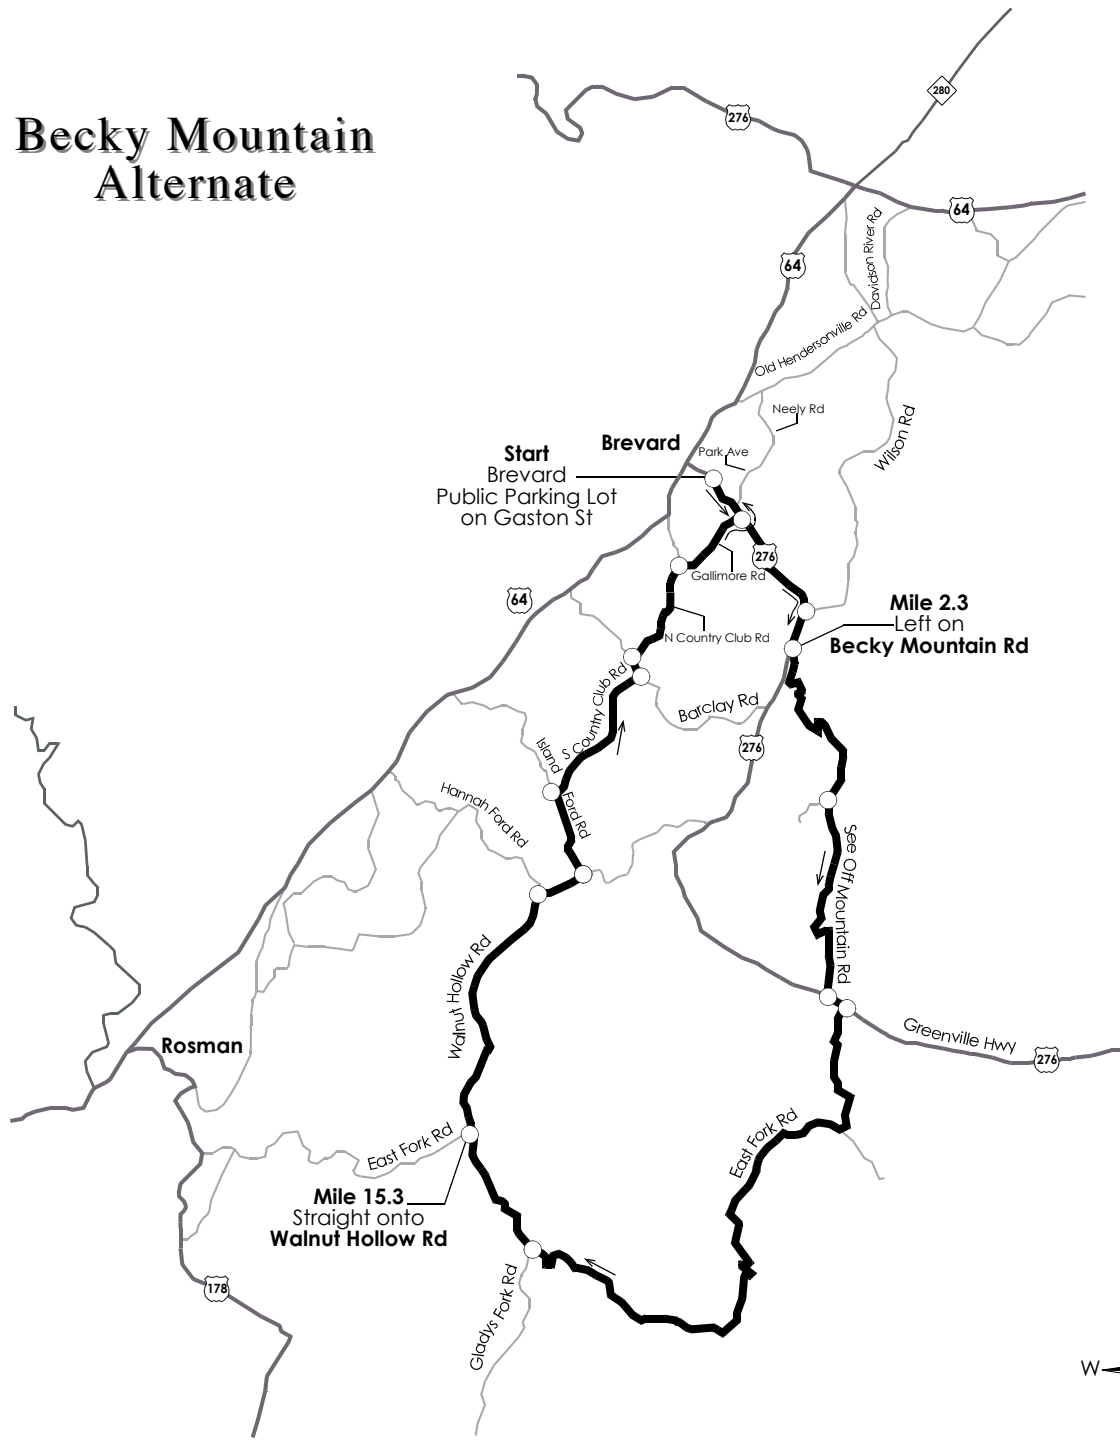 Becky Mountain
Alternate
280
276
64
64
Davidson River Rd
Old Hendersonville Rd
Neely Rd
Wilson Rd
Brevard
Park Ave
Start
Brevard
Public Parking Lot
on Gaston St
276
Gallimore Rd
64
Mile 2.3
Left on
Becky Mountain Rd
N Country Club Rd
S Country Club Rd
Barclay Rd
276
Island
Ford Rd
Hannah Ford Rd
See Off Mountain Rd
Walnut Hollow Rd
Rosman
Greenville Hwy
276
East Fork Rd
East Fork Rd
Mile 15.3
Straight onto
Walnut Hollow Rd
178
Gladys Fork Rd
W